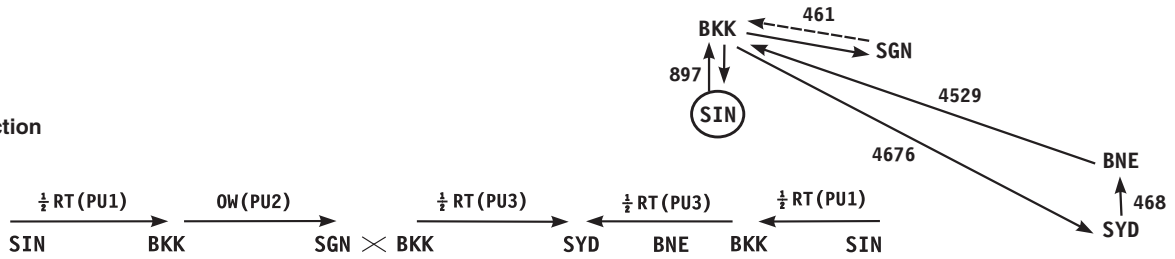 461
BKK
SGN
897
SIN
4529
4676
BNE
468
SYD
ction
½ RT(PU1) OW(PU2) ½ RT(PU3) ½ RT(PU3) ½ RT(PU1)
SIN BKK SGN × BKK SYD BNE BKK SIN